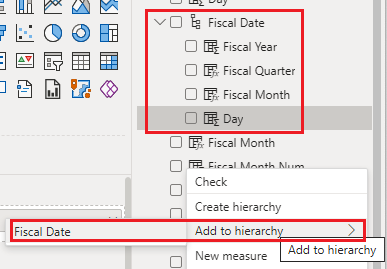 Day
Fiscal Date
Fiscal Year
Fiscal Quarter
Fiscal Month
Day
Fiscal Month
Fiscal Month Num
Check
Create hierarchy
Fiscal Date
Add to hierarchy
Add to hierarchy
New measure